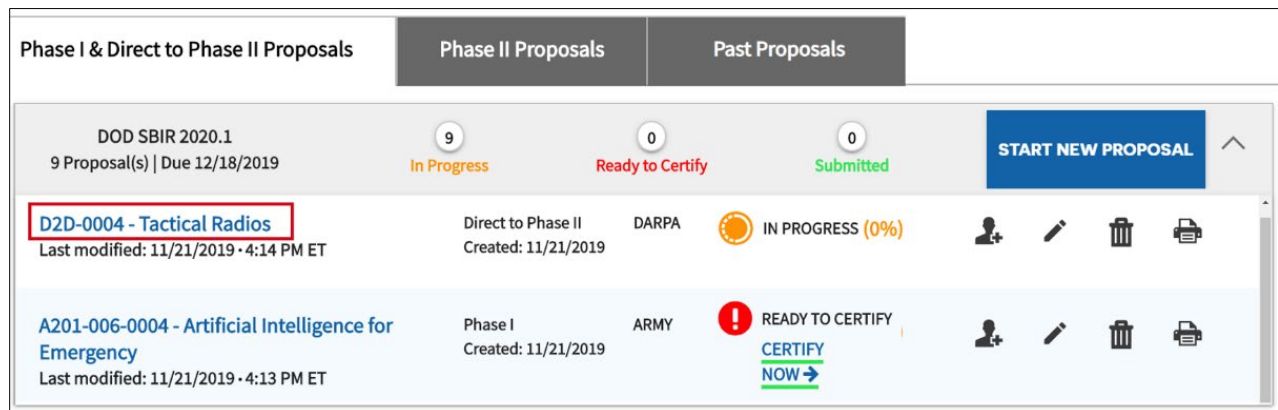 Phase I & Direct to Phase II Proposals
Phase II Proposals
Past Proposals
DOD SBIR 2020.1
9 Proposal(s) | Due 12/18/2019
9
In Progress
0
Ready to Certify
0
Submitted
START NEW PROPOSAL
D2D-0004 - Tactical Radios
Last modified: 11/21/2019 · 4:14 PM ET
Direct to Phase II
Created: 11/21/2019
DARPA
IN PROGRESS (0%)
A201-006-0004 - Artificial Intelligence for
Emergency
Last modified: 11/21/2019 · 4:13 PM ET
Phase I
Created: 11/21/2019
ARMY
READY TO CERTIFY
CERTIFY
NOW →